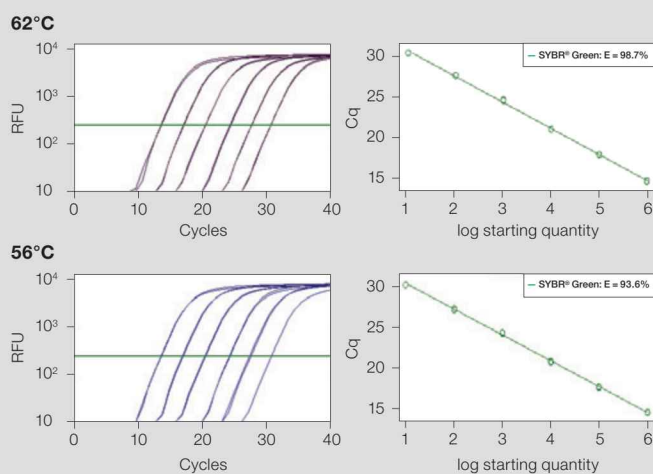 62°C
10⁴
10³
10²
10
RFU
0 10 20 30 40
Cycles
30
25
20
15
Cq
SYBR® Green: E = 98.7%
1 2 3 4 5 6
log starting quantity
56°C
10⁴
10³
10²
10
RFU
0 10 20 30 40
Cycles
30
25
20
15
Cq
SYBR® Green: E = 93.6%
1 2 3 4 5 6
log starting quantity